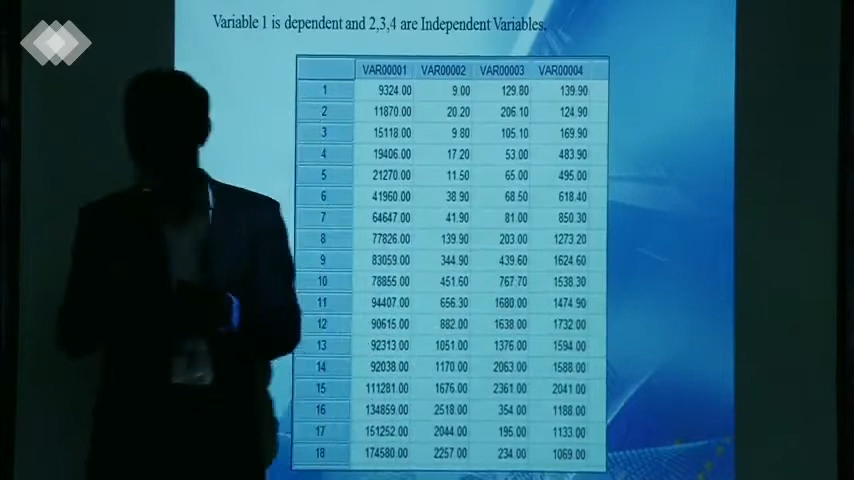 Variable 1 is dependent and 2,3,4 are Independent Variables.
VAR00001 VAR00002 VAR00003 VAR00004
1 9324.00 9.00 129.80 139.90
2 11870.00 20.20 206.10 124.90
3 15118.00 9.80 105.10 169.90
4 19406.00 17.20 53.00 483.90
5 21270.00 11.50 65.00 495.00
6 41960.00 38.90 68.50 618.40
7 64647.00 41.90 81.00 850.30
8 77826.00 139.90 203.00 1273.20
9 83059.00 344.90 439.60 1624.60
10 78855.00 451.60 767.70 1538.30
11 94407.00 656.30 1680.00 1474.90
12 90615.00 882.00 1638.00 1732.00
13 92313.00 1051.00 1376.00 1594.00
14 92038.00 1170.00 2063.00 1588.00
15 111281.00 1676.00 2361.00 2041.00
16 134859.00 2518.00 354.00 1188.00
17 151252.00 2044.00 195.00 1133.00
18 174580.00 2257.00 234.00 1069.00